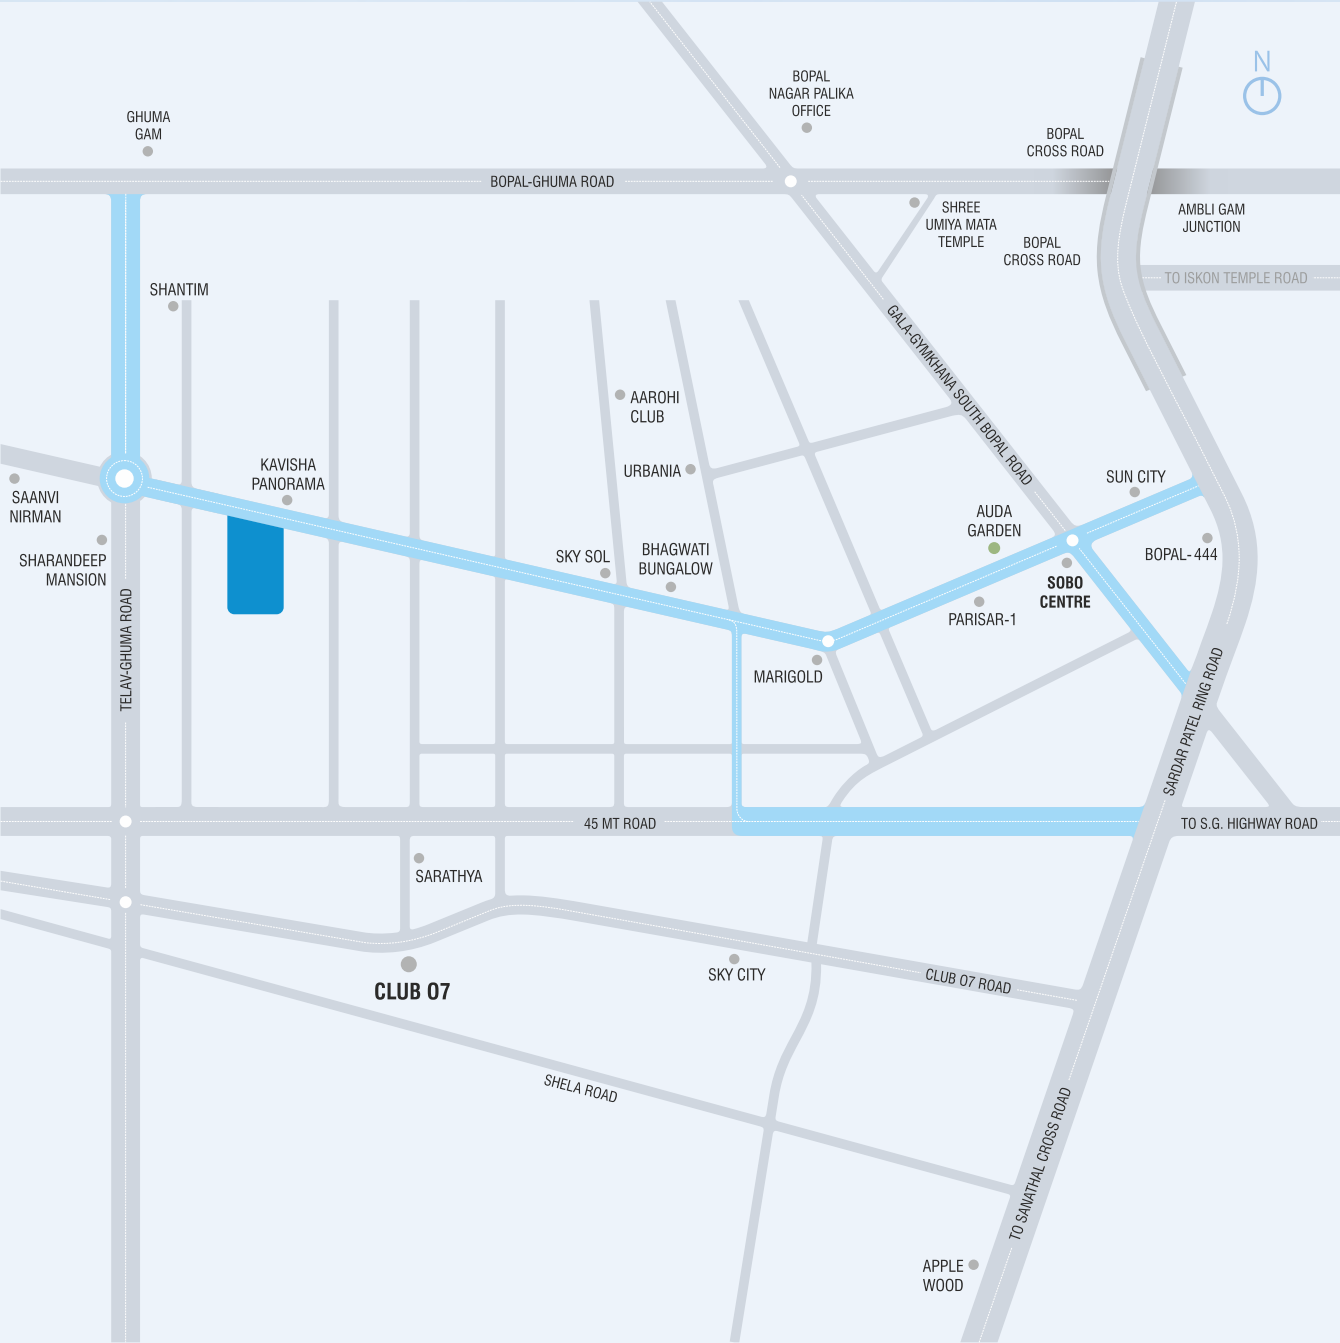 N
BOPAL
NAGAR PALIKA
OFFICE
GHUMA
GAM
BOPAL
CROSS ROAD
BOPAL-GHUMA ROAD
SHREE
UMIYA MATA
TEMPLE
AMBLI GAM
JUNCTION
BOPAL
CROSS ROAD
TO ISKON TEMPLE ROAD
SHANTIM
GALA-GYMKHANA SOUTH BOPAL ROAD
AAROHI
CLUB
URBANIA
KAVISHA
PANORAMA
SUN CITY
SAANVI
NIRMAN
AUDA
GARDEN
SHARANDEEP
MANSION
SKY SOL
BHAGWATI
BUNGALOW
BOPAL-444
SOBO
CENTRE
PARISAR-1
TELAV-GHUMA ROAD
MARIGOLD
SARDAR PATEL RING ROAD
45 MT ROAD
TO S.G. HIGHWAY ROAD
SARATHYA
CLUB 07
SKY CITY
CLUB 07 ROAD
SHELA ROAD
TO SANATHAL CROSS ROAD
APPLE
WOOD